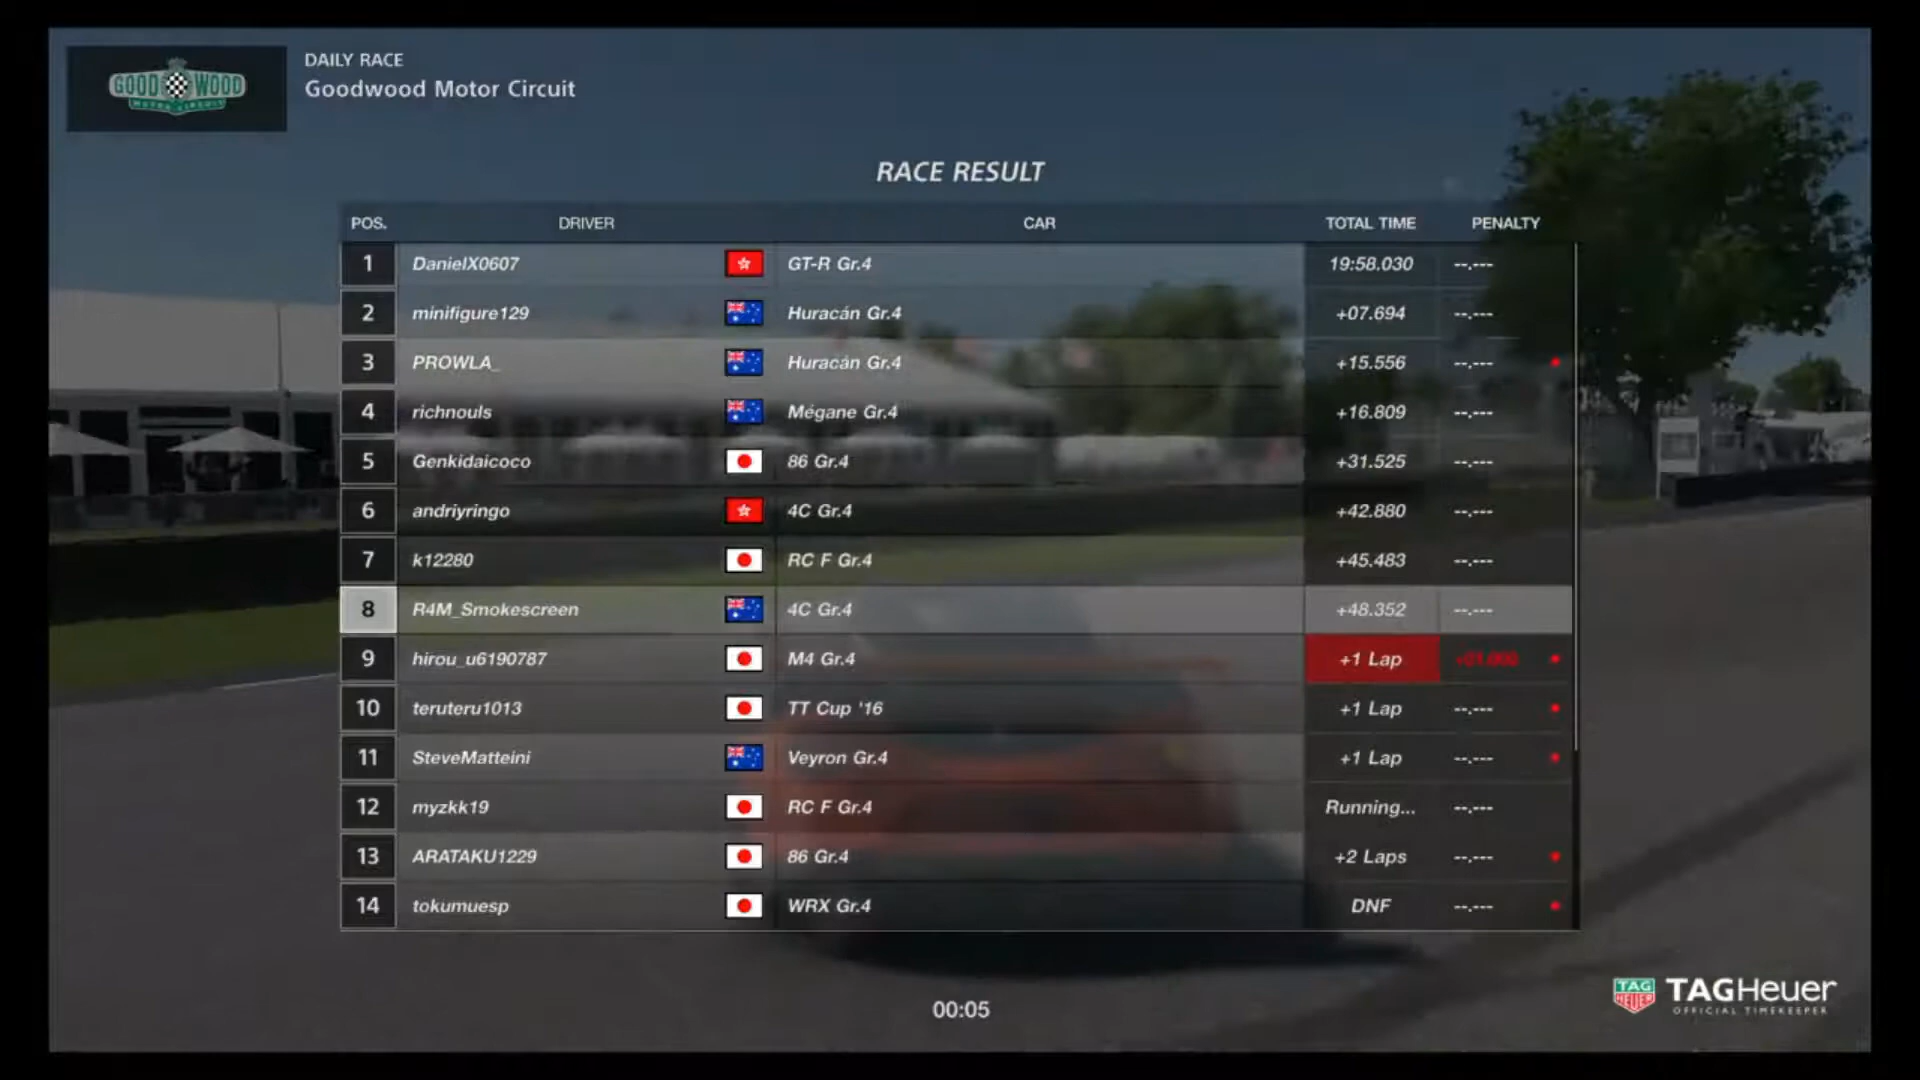 GOODWOOD
MOTOR CIRCUIT
DAILY RACE
Goodwood Motor Circuit
RACE RESULT
POS. DRIVER CAR TOTAL TIME PENALTY
1 DanielX0607 GT-R Gr.4 19:58.030 --.---
2 minifigure129 Huracán Gr.4 +07.694 --.---
3 PROWLA_ Huracán Gr.4 +15.556 --.---
4 richnouls Mégane Gr.4 +16.809 --.---
5 Genkidaicoco 86 Gr.4 +31.525 --.---
6 andriyringo 4C Gr.4 +42.880 --.---
7 k12280 RC F Gr.4 +45.483 --.---
8 R4M_Smokescreen 4C Gr.4 +48.352 --.---
9 hirou_u6190787 M4 Gr.4 +1 Lap
10 teruteru1013 TT Cup '16 +1 Lap --.---
11 SteveMatteini Veyron Gr.4 +1 Lap --.---
12 myzkk19 RC F Gr.4 Running... --.---
13 ARATAKU1229 86 Gr.4 +2 Laps --.---
14 tokumuesp WRX Gr.4 DNF --.---
00:05
TAG HEUER
TAGHeuer
OFFICIAL TIMEKEEPER